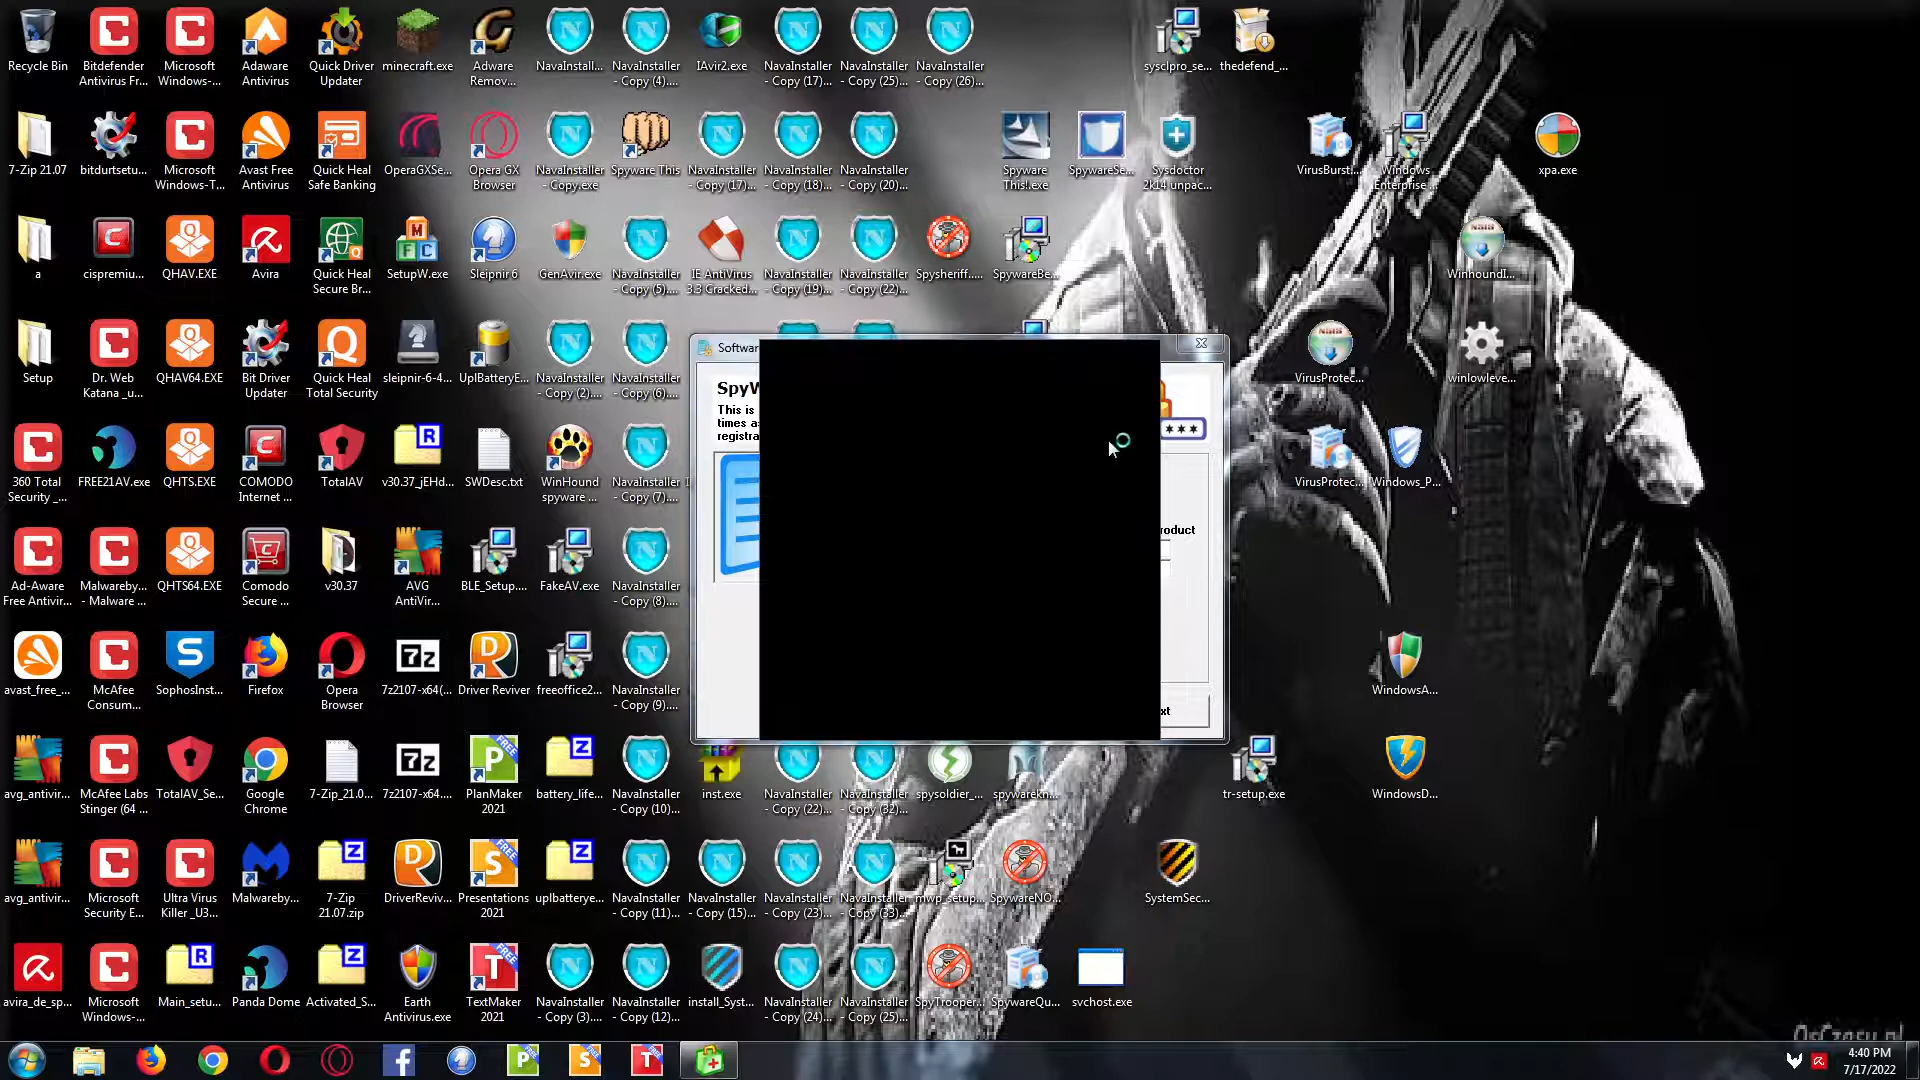 Recycle Bin
Bitdefender
Antivirus Fr...
Microsoft
Windows-...
Adaware
Antivirus
Quick Driver
Updater
minecraft.exe
Adware
Remov...
NavaInstall...
NavaInstaller
- Copy (4)....
IAvir2.exe
NavaInstaller
- Copy (17)...
NavaInstaller
- Copy (25)...
NavaInstaller
- Copy (26)...
sysclpro_se...
thedefend_...
7-Zip 21.07
bitdurtsetu...
Microsoft
Windows-T...
Avast Free
Antivirus
Quick Heal
Safe Banking
OperaGXSe...
Opera GX
Browser
NavaInstaller
- Copy.exe
Spyware This
NavaInstaller
- Copy (17)...
NavaInstaller
- Copy (18)...
NavaInstaller
- Copy (20)...
Spyware
This!.exe
SpywareSe...
Sysdoctor
2k14 unpac...
VirusBurst...
Windows
Enterprise ...
xpa.exe
a
cispremiu...
QHAV.EXE
Avira
Quick Heal
Secure Br...
SetupW.exe
Sleipnir 6
GenAvir.exe
NavaInstaller
- Copy (5)....
IE AntiVirus
3.3 Cracked...
NavaInstaller
- Copy (19)...
NavaInstaller
- Copy (22)...
Spysheriff....
SpywareBe...
WinhoundI...
Setup
Dr. Web
Katana _u...
QHAV64.EXE
Bit Driver
Updater
Quick Heal
Total Security
sleipnir-6-4...
UplBatteryE...
NavaInstaller
- Copy (2)....
NavaInstaller
- Copy (6)....
Softwar
SpyW
This is
times a
registra
***
roduct
xt
VirusProtec...
winlowleve...
360 Total
Security _...
FREE21AV.exe
QHTS.EXE
COMODO
Internet ...
TotalAV
v30.37_jEHd...
SWDesc.txt
WinHound
spyware ...
NavaInstaller
- Copy (7)....
VirusProtec...
Windows_P...
Ad-Aware
Free Antivir...
Malwareby...
- Malware ...
QHTS64.EXE
Comodo
Secure ...
v30.37
AVG
AntiVir...
BLE_Setup....
FakeAV.exe
NavaInstaller
- Copy (8)....
avast_free_...
McAfee
Consum...
SophosInst...
Firefox
Opera
Browser
7z2107-x64(...
Driver Reviver
freeoffice2...
NavaInstaller
- Copy (9)....
WindowsA...
avg_antivir...
McAfee Labs
Stinger (64 ...
TotalAV_Se...
Google
Chrome
7-Zip_21.0...
7z2107-x64....
PlanMaker
2021
battery_life...
NavaInstaller
- Copy (10)...
inst.exe
NavaInstaller
- Copy (22)...
NavaInstaller
- Copy (32)...
spysoldier_...
spywarekn...
tr-setup.exe
WindowsD...
avg_antivir...
Microsoft
Security E...
Ultra Virus
Killer _U3...
Malwareby...
7-Zip
21.07.zip
DriverReviv...
Presentations
2021
uplbatterye...
NavaInstaller
- Copy (11)...
NavaInstaller
- Copy (15)...
NavaInstaller
- Copy (23)...
NavaInstaller
- Copy (33)...
mwp_setup...
SpywareNO...
SystemSec...
avira_de_sp...
Microsoft
Windows-...
Main_setu...
Panda Dome
Activated_S...
Earth
Antivirus.exe
TextMaker
2021
NavaInstaller
- Copy (3)....
NavaInstaller
- Copy (12)...
install_Syst...
NavaInstaller
- Copy (24)...
NavaInstaller
- Copy (25)...
SpyTrooper...
SpywareQu...
svchost.exe
4:40 PM
7/17/2022